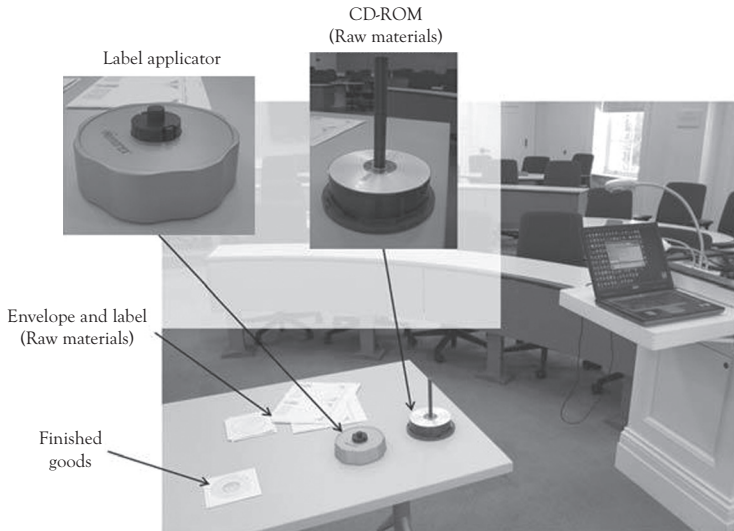 CD-ROM
(Raw materials)
Label applicator
Envelope and label
(Raw materials)
Finished
goods